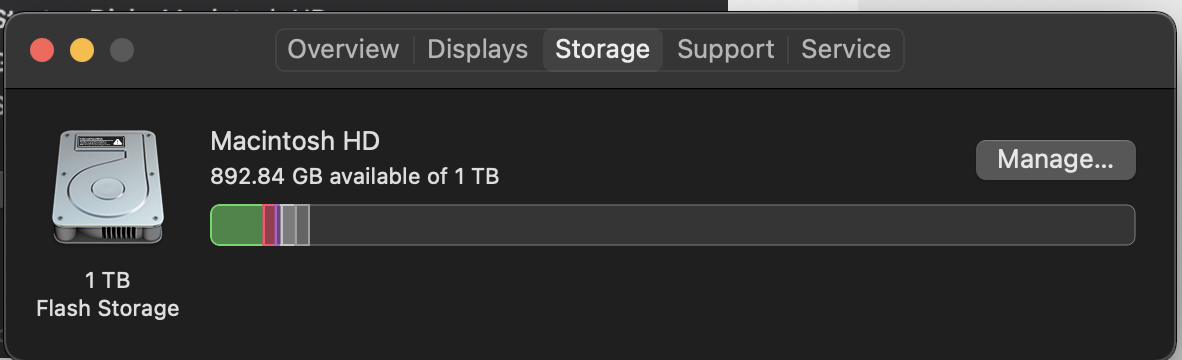 Overview Displays Storage Support Service
Macintosh HD
892.84 GB available of 1 TB
Manage...
1 TB
Flash Storage